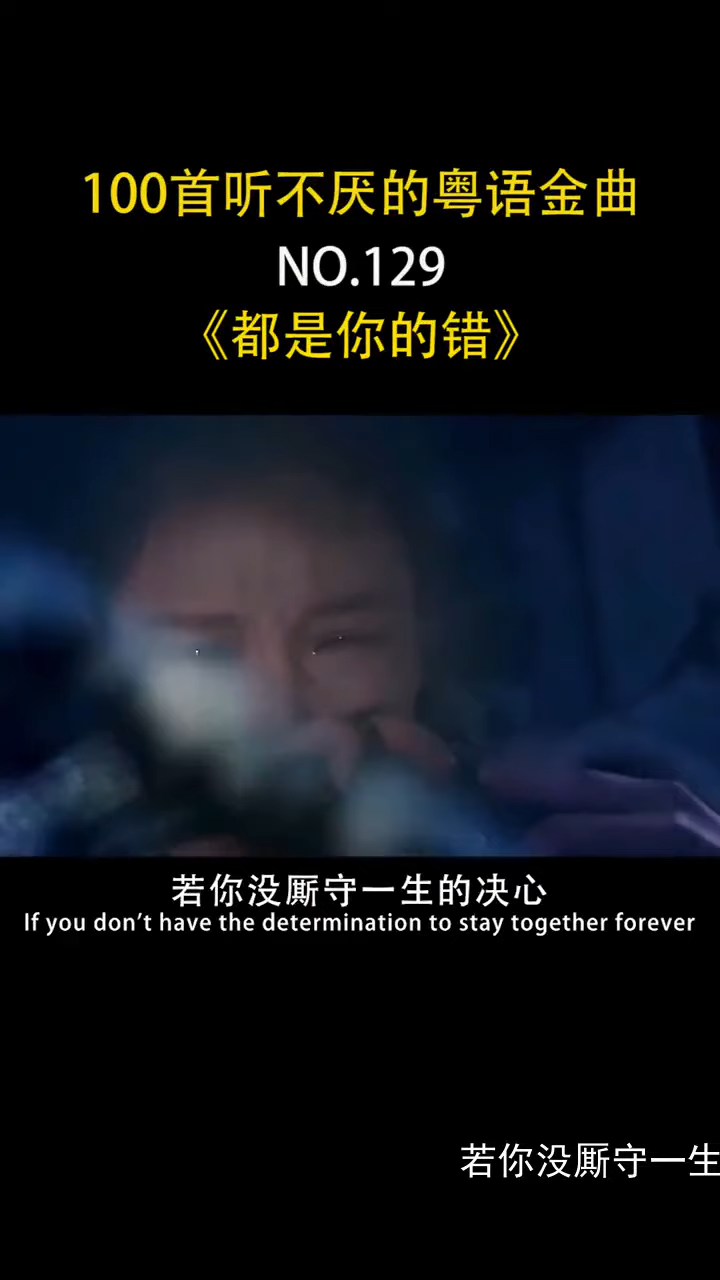 100首听不厌的粤语金曲
NO.129
《都是你的错》
若你没厮守一生的决心
If you don't have the determination to stay together forever
若你没厮守一生